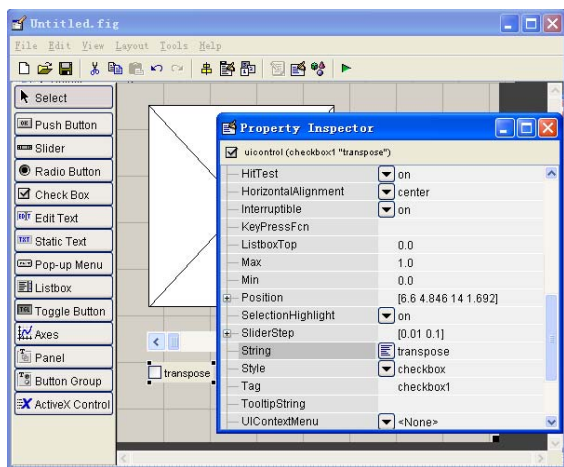 Untitled.fig
File Edit View Layout Tools Help
Select
Push Button
Slider
Radio Button
Check Box
Edit Text
Static Text
Pop-up Menu
Listbox
Toggle Button
Axes
Panel
Button Group
ActiveX Control
transpose
Property Inspector
uicontrol (checkbox1 "transpose")
HitTest on
HorizontalAlignment center
Interruptible on
KeyPressFcn
ListboxTop 0.0
Max 1.0
Min 0.0
Position [6.6 4.846 14 1.692]
SelectionHighlight on
SliderStep [0.01 0.1]
String transpose
Style checkbox
Tag checkbox1
TooltipString
UIContextMenu <None>